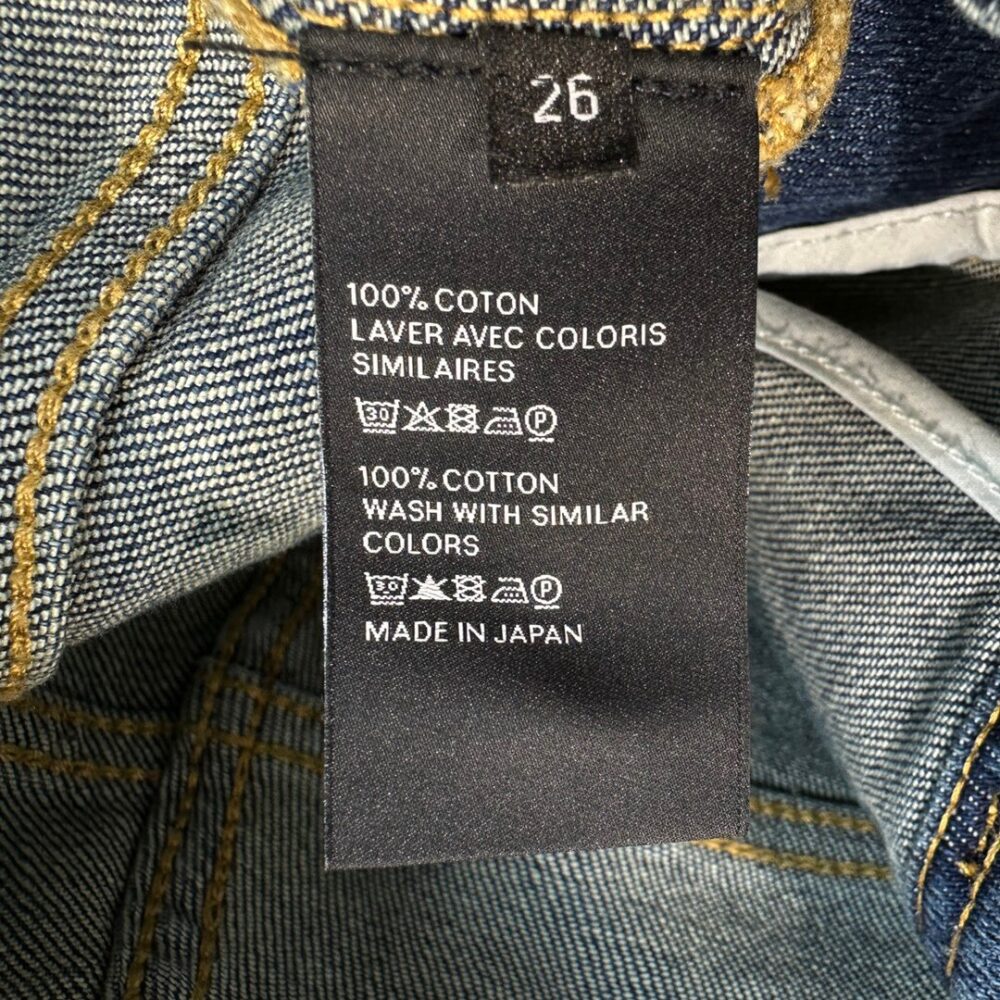 26
100% COTON
LAVER AVEC COLORIS
SIMILAIRES
30 P
100% COTTON
WASH WITH SIMILAR
COLORS
30 P
MADE IN JAPAN